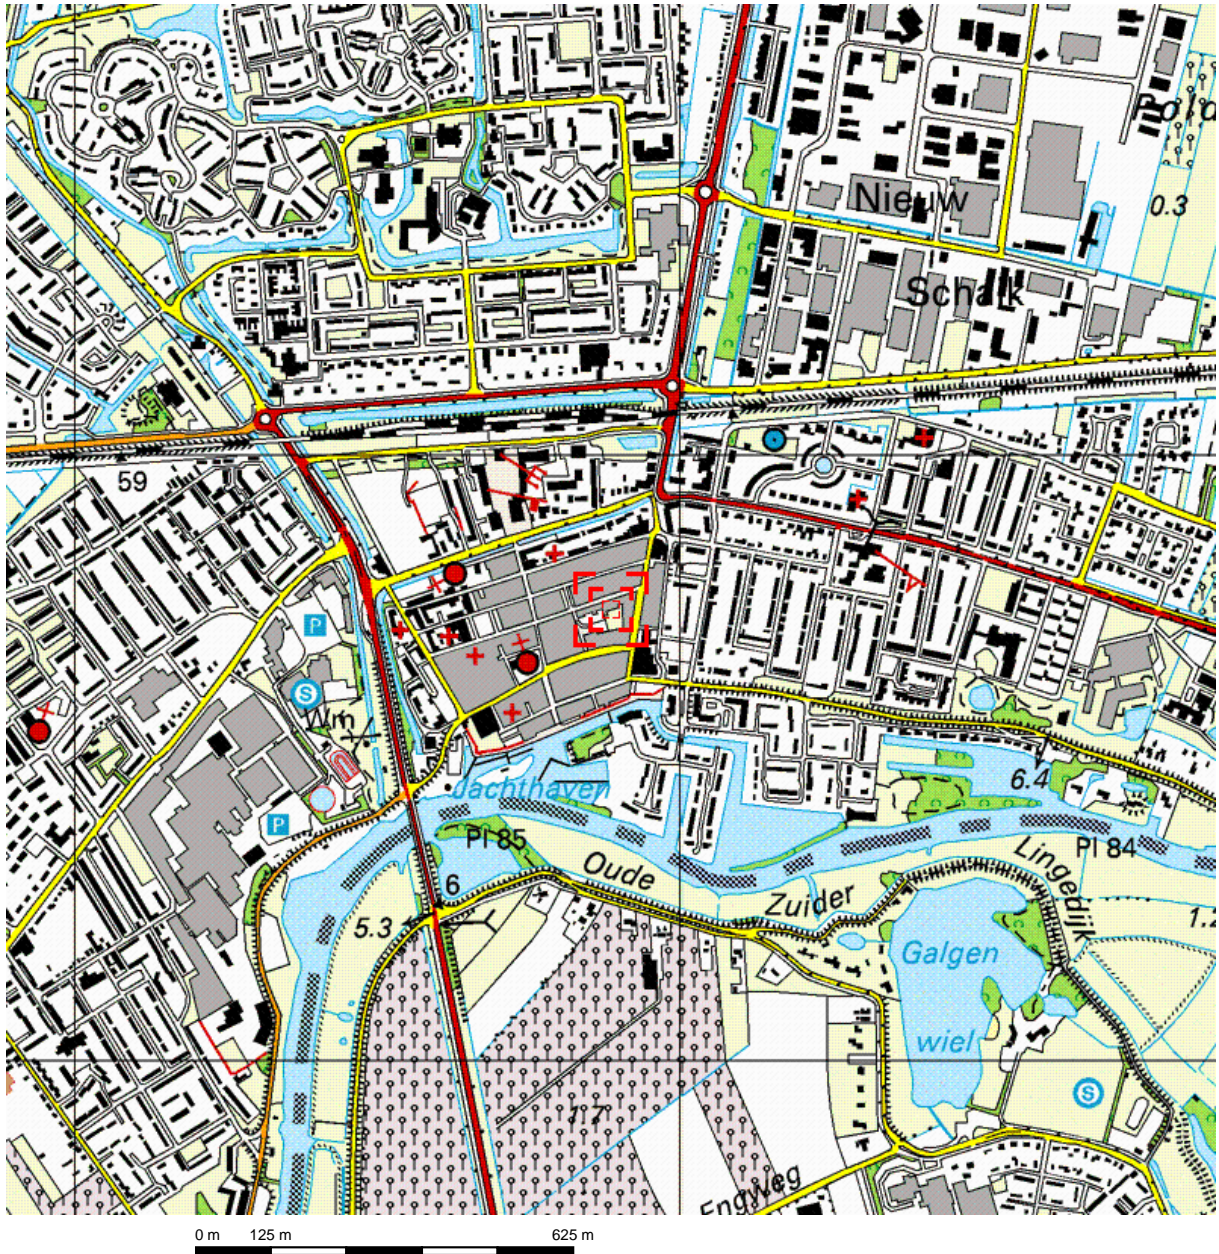 Pold
Nieuw
0.3
Schalk
59
P
S
Wm
Jachthaven
6.4
P
Pl 85
Pl 84
Oude
Zuider
Lingedijk
6
5.3
1.2
Galgen
wiel
S
1.7
Engweg
0 m 125 m 625 m